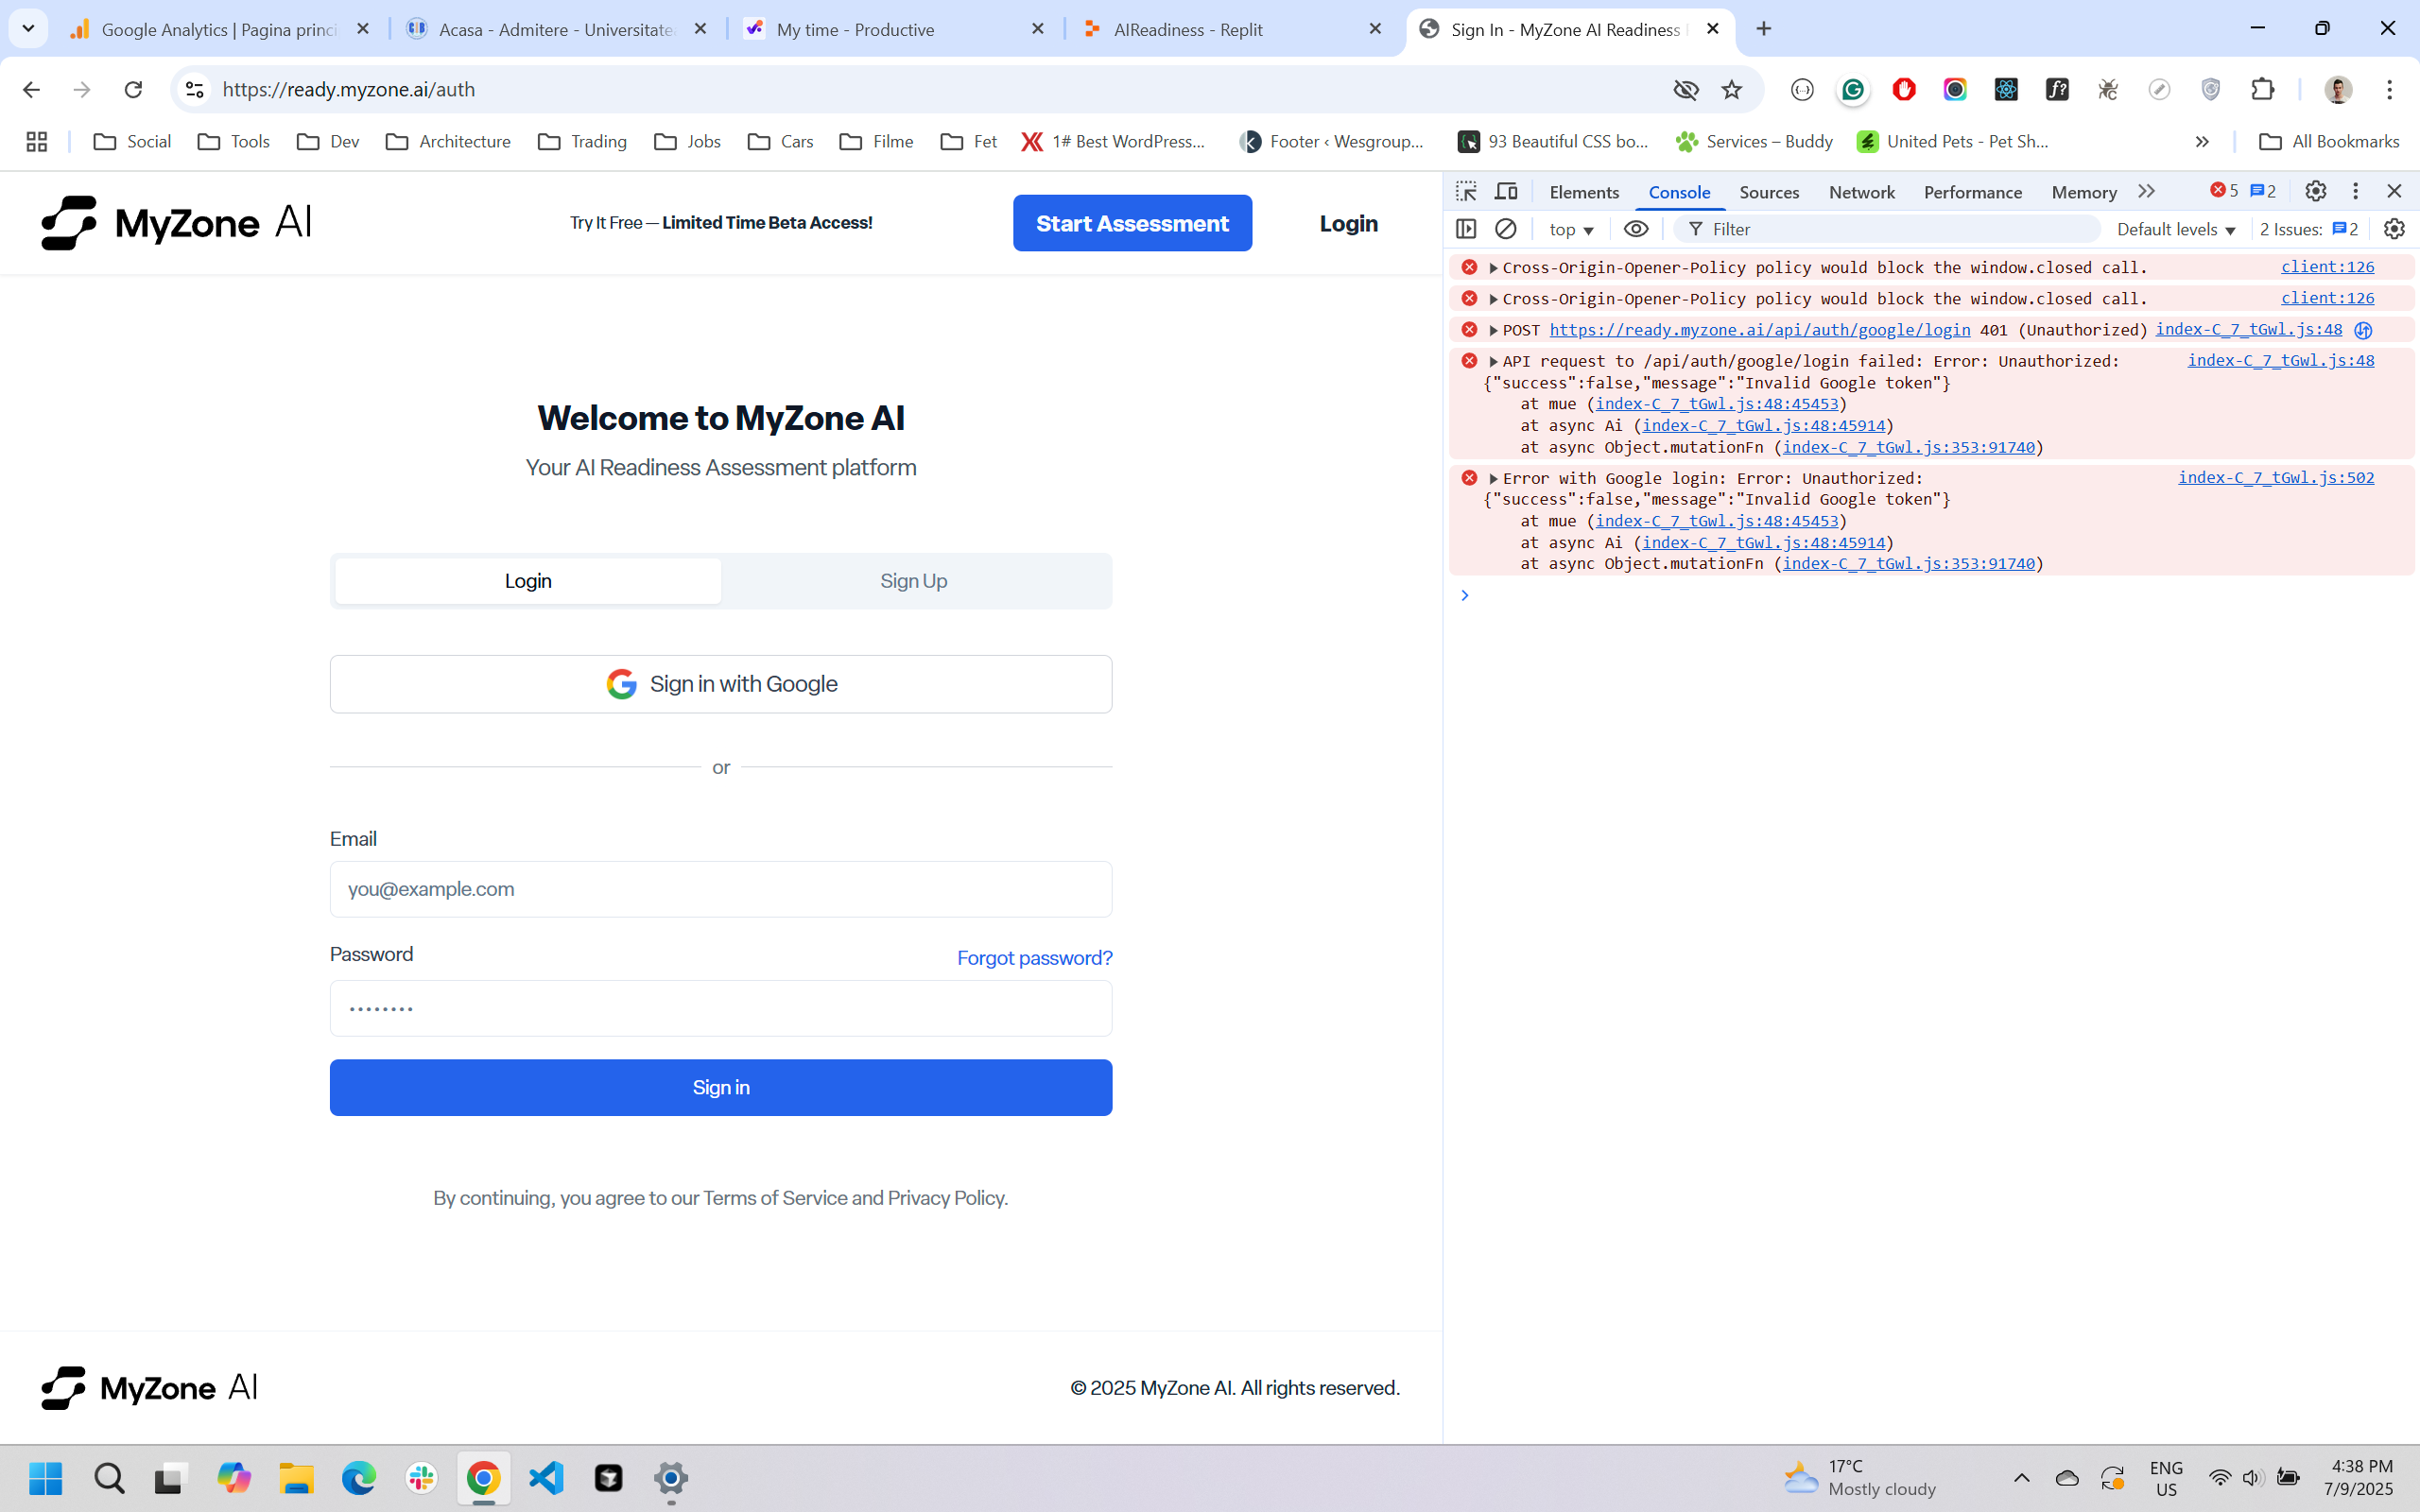 Google Analytics | Pagina princi
Acasa - Admitere - Universitatea
My time - Productive
AIReadiness - Replit
Sign In - MyZone AI Readiness
https://ready.myzone.ai/auth
Social
Tools
Dev
Architecture
Trading
Jobs
Cars
Filme
Fet
1# Best WordPress...
Footer ‹ Wesgroup...
93 Beautiful CSS bo...
Services – Buddy
United Pets - Pet Sh...
All Bookmarks
MyZone AI
Try It Free — Limited Time Beta Access!
Start Assessment
Login
Welcome to MyZone AI
Your AI Readiness Assessment platform
Login
Sign Up
Sign in with Google
or
Email
you@example.com
Password
Forgot password?
Sign in
By continuing, you agree to our Terms of Service and Privacy Policy.
MyZone AI
© 2025 MyZone AI. All rights reserved.
Elements
Console
Sources
Network
Performance
Memory
5
2
top
Filter
Default levels
2 Issues:
2
Cross-Origin-Opener-Policy policy would block the window.closed call. client:126
Cross-Origin-Opener-Policy policy would block the window.closed call. client:126
POST https://ready.myzone.ai/api/auth/google/login 401 (Unauthorized) index-C_7_tGwl.js:48
API request to /api/auth/google/login failed: Error: Unauthorized: index-C_7_tGwl.js:48
{"success":false,"message":"Invalid Google token"}
at mue (index-C_7_tGwl.js:48:45453)
at async Ai (index-C_7_tGwl.js:48:45914)
at async Object.mutationFn (index-C_7_tGwl.js:353:91740)
Error with Google login: Error: Unauthorized: index-C_7_tGwl.js:502
{"success":false,"message":"Invalid Google token"}
at mue (index-C_7_tGwl.js:48:45453)
at async Ai (index-C_7_tGwl.js:48:45914)
at async Object.mutationFn (index-C_7_tGwl.js:353:91740)
17°C
Mostly cloudy
ENG
US
4:38 PM
7/9/2025